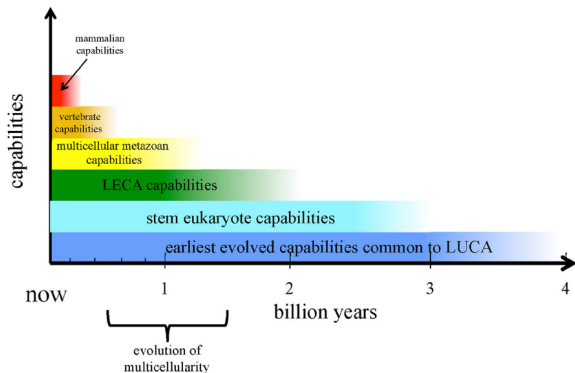 mammalian
capabilities
vertebrate
capabilities
multicellular metazoan
capabilities
LECA capabilities
stem eukaryote capabilities
earliest evolved capabilities common to LUCA
capabilities
now
1
2
3
4
billion years
evolution of
multicellularity